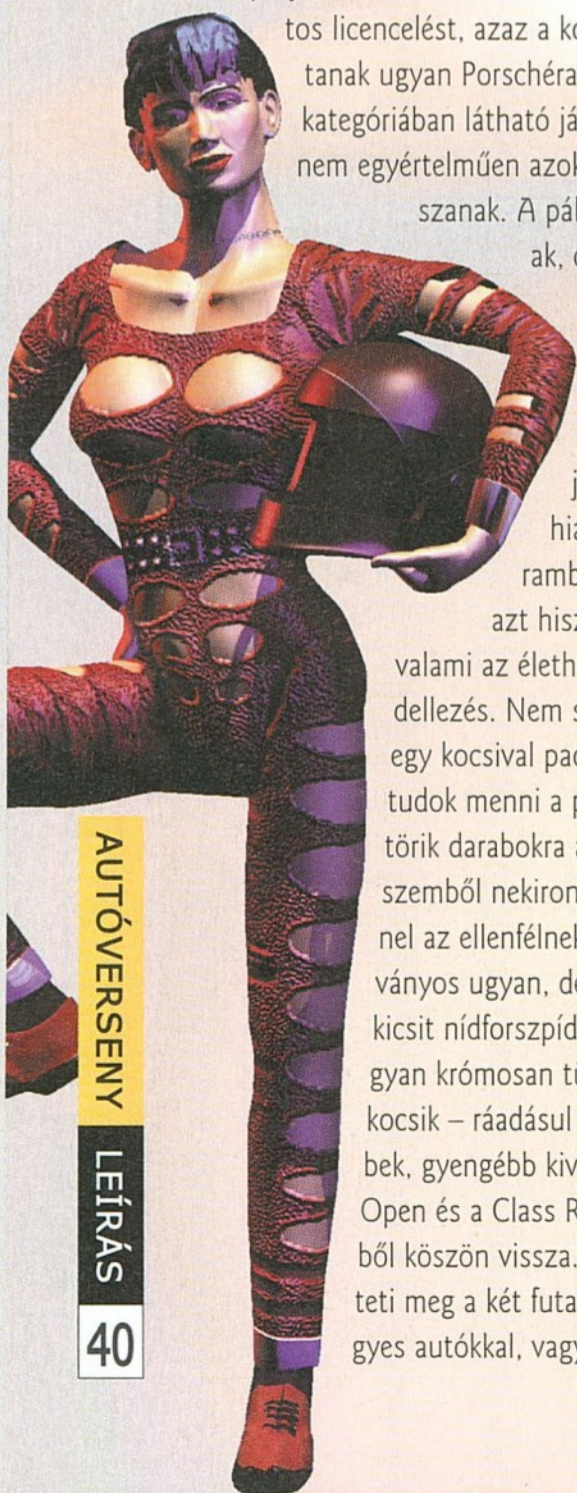 tos licencelést, azaz a ko
tanak ugyan Porschéra
kategóriában látható já
nem egyértelműen azok
szanak. A pál
ak, 
j
hia
ramb
azt hisz
valami az életh
dellezés. Nem s
egy kocsival pac
tudok menni a p
törik darabokra a
szemből nekiron
nel az ellenfélnek
ványos ugyan, de
kicsit nídforszpíd
gyan krómosan tü
kocsik – ráadásul
bek, gyengébb kiv
Open és a Class R
ből köszön vissza.
teti meg a két futa
gyes autókkal, vagy
AUTÓVERSENY LEÍRÁS 40